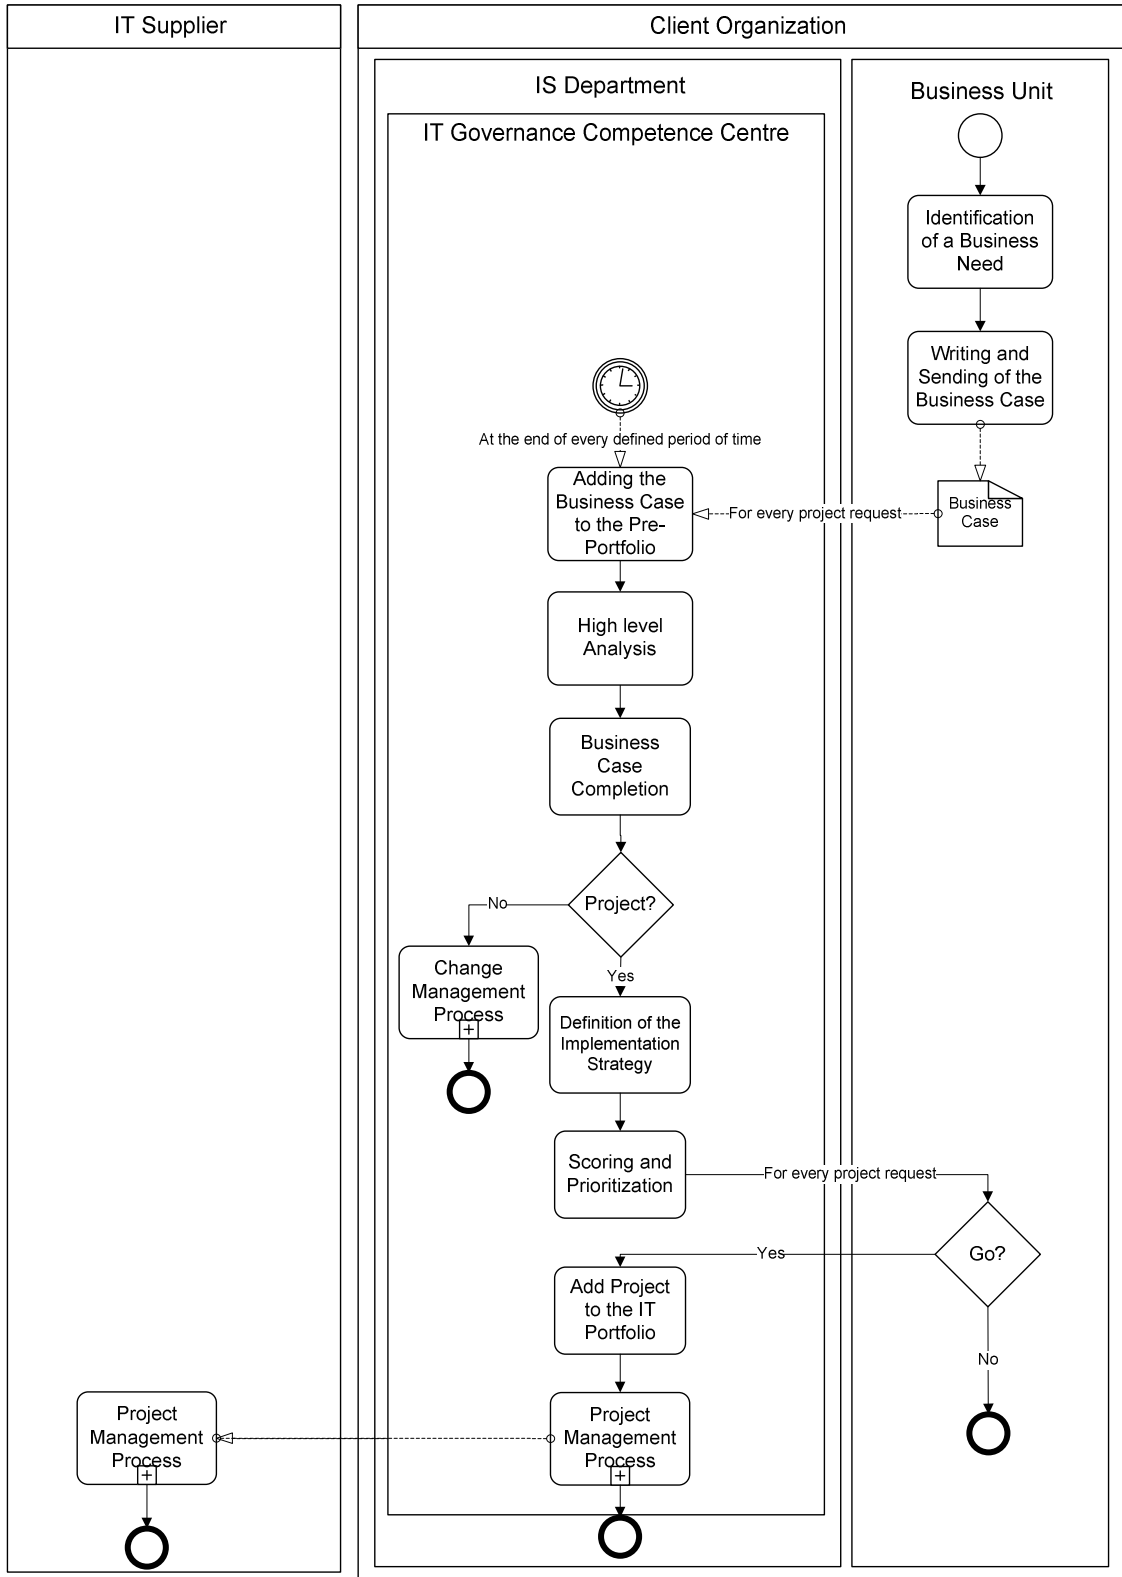 IT Supplier
Client Organization
IS Department
Business Unit
IT Governance Competence Centre
Identification
of a Business
Need
Writing and
Sending of the
Business Case
At the end of every defined period of time
Adding the
Business Case
to the Pre-
Portfolio
For every project request
Business
Case
High level
Analysis
Business
Case
Completion
Project?
No
Yes
Change
Management
Process
+
Definition of the
Implementation
Strategy
Scoring and
Prioritization
For every project request
Go?
Yes
Add Project
to the IT
Portfolio
No
Project
Management
Process
+
Project
Management
Process
+